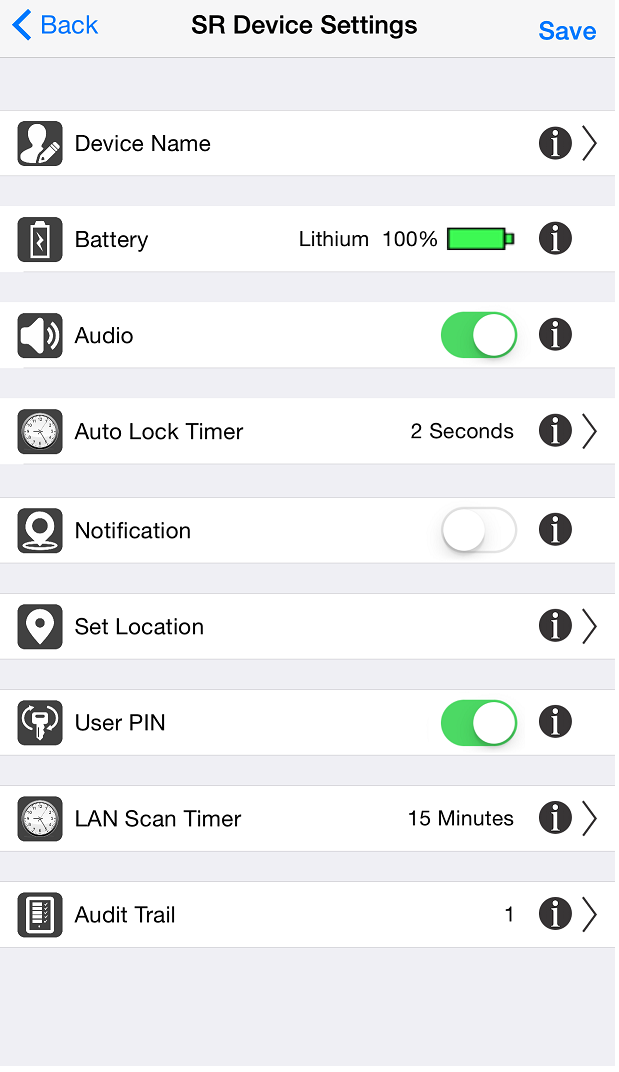 Back SR Device Settings Save
Device Name
Battery Lithium 100%
Audio
Auto Lock Timer 2 Seconds
Notification
Set Location
User PIN
LAN Scan Timer 15 Minutes
Audit Trail 1